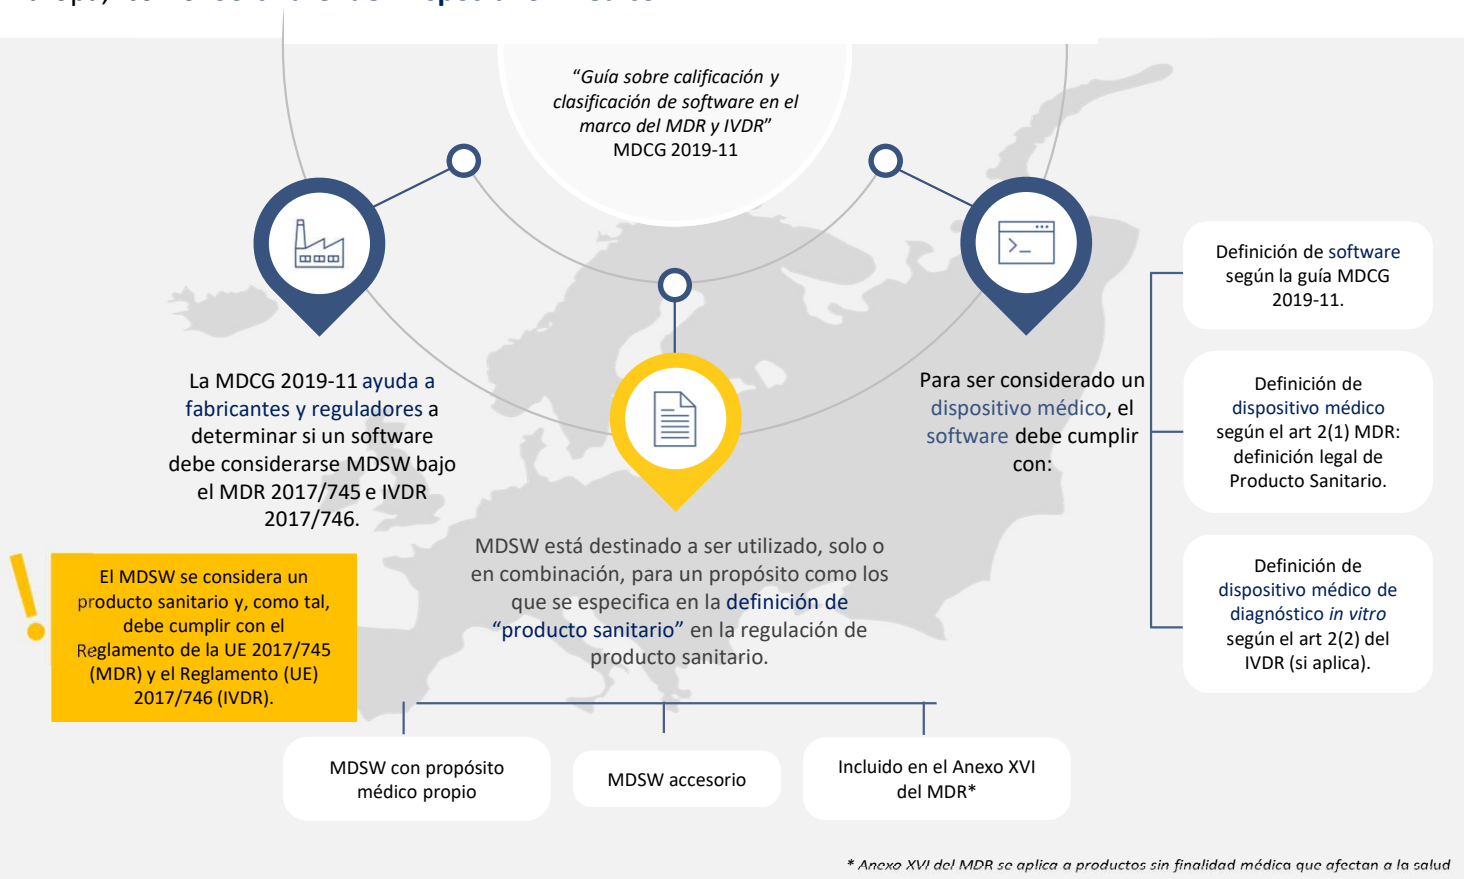 “Guía sobre calificación y
clasificación de software en el
marco del MDR y IVDR”
MDCG 2019-11
La MDCG 2019-11 ayuda a
fabricantes y reguladores a
determinar si un software
debe considerarse MDSW bajo
el MDR 2017/745 e IVDR
2017/746.
El MDSW se considera un
producto sanitario y, como tal,
debe cumplir con el
Reglamento de la UE 2017/745
(MDR) y el Reglamento (UE)
2017/746 (IVDR).
MDSW está destinado a ser utilizado, solo o
en combinación, para un propósito como los
que se especifica en la definición de
“producto sanitario” en la regulación de
producto sanitario.
MDSW con propósito
médico propio
MDSW accesorio
Incluido en el Anexo XVI
del MDR*
Para ser considerado un
dispositivo médico, el
software debe cumplir
con:
Definición de software
según la guía MDCG
2019-11.
Definición de
dispositivo médico
según el art 2(1) MDR:
definición legal de
Producto Sanitario.
Definición de
dispositivo médico de
diagnóstico in vitro
según el art 2(2) del
IVDR (si aplica).
* Anexo XVI del MDR se aplica a productos sin finalidad médica que afectan a la salud